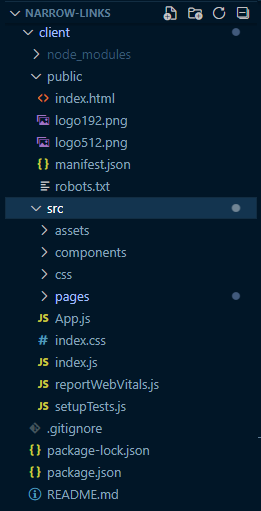 NARROW-LINKS
client
node_modules
public
index.html
logo192.png
logo512.png
manifest.json
robots.txt
src
assets
components
css
pages
JS App.js
# index.css
JS index.js
JS reportWebVitals.js
JS setupTests.js
.gitignore
package-lock.json
package.json
README.md